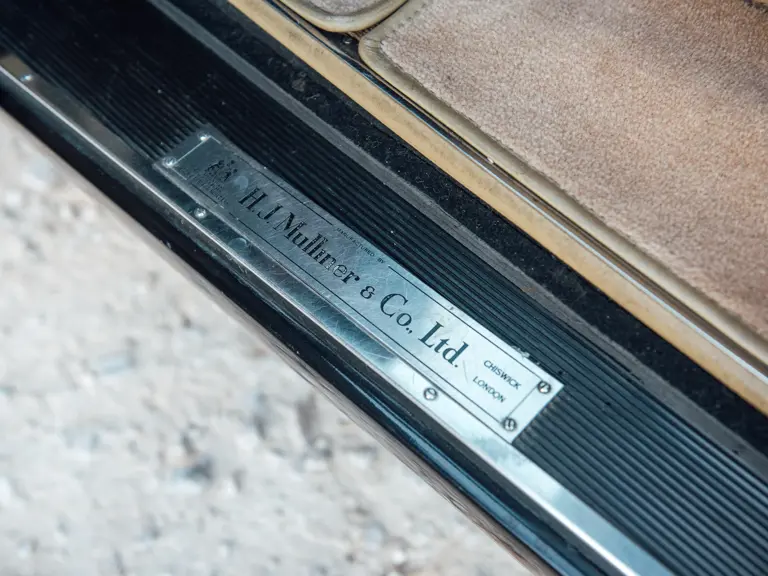 MANUFACTURED BY
H.J. Mulliner & Co., Ltd.
CHISWICK
LONDON